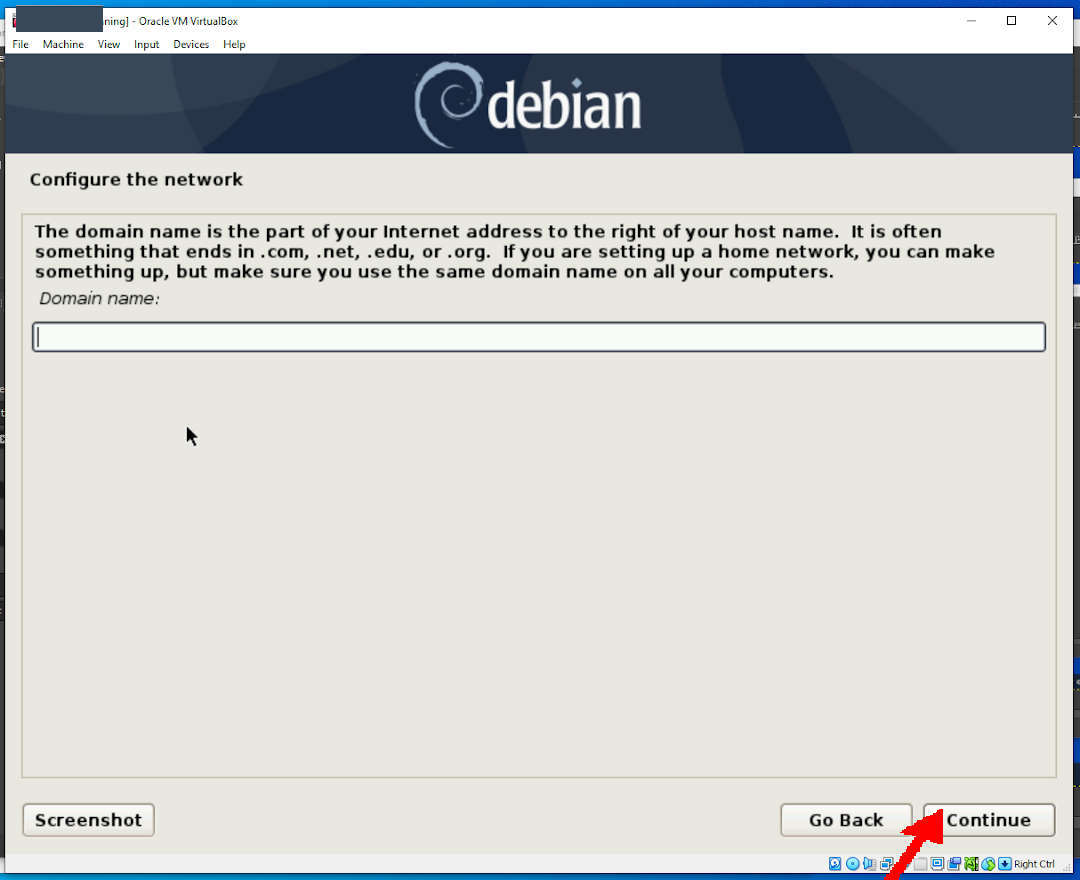 ning] - Oracle VM VirtualBox
File Machine View Input Devices Help
debian
Configure the network
The domain name is the part of your Internet address to the right of your host name.  It is often
something that ends in .com, .net, .edu, or .org.  If you are setting up a home network, you can make
something up, but make sure you use the same domain name on all your computers.
Domain name:
Screenshot
Go Back
Continue
Right Ctrl